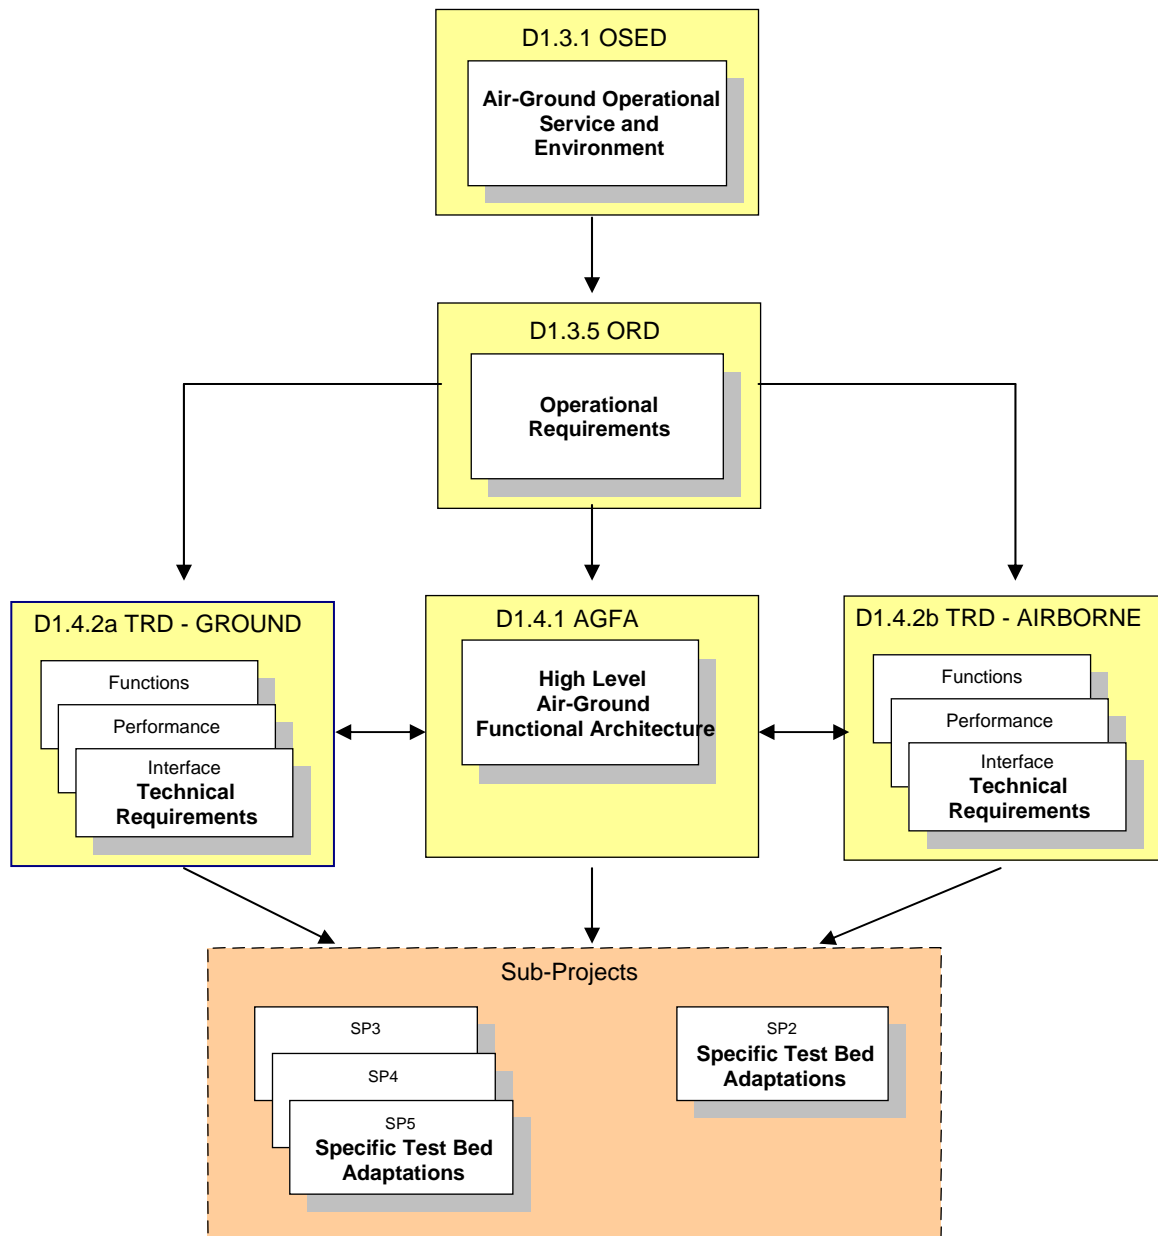 D1.3.1 OSED
Air-Ground Operational
Service and
Environment
D1.3.5 ORD
Operational
Requirements
D1.4.2a TRD - GROUND
Functions
Performance
Interface
Technical
Requirements
D1.4.1 AGFA
High Level
Air-Ground
Functional Architecture
D1.4.2b TRD - AIRBORNE
Functions
Performance
Interface
Technical
Requirements
Sub-Projects
SP3
SP4
SP5
Specific Test Bed
Adaptations
SP2
Specific Test Bed
Adaptations